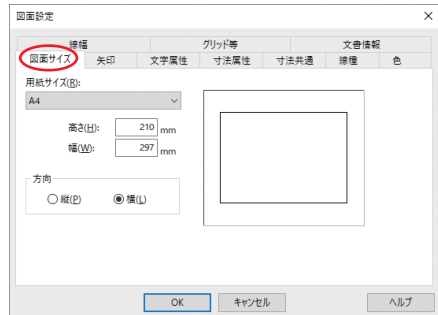 図面設定
線幅 グリッド等 文書情報
図面サイズ 矢印 文字属性 寸法属性 寸法共通 線種 色
用紙サイズ(R):
A4
高さ(H): 210 mm
幅(W): 297 mm
方向
縦(P) 横(L)
OK キャンセル ヘルプ